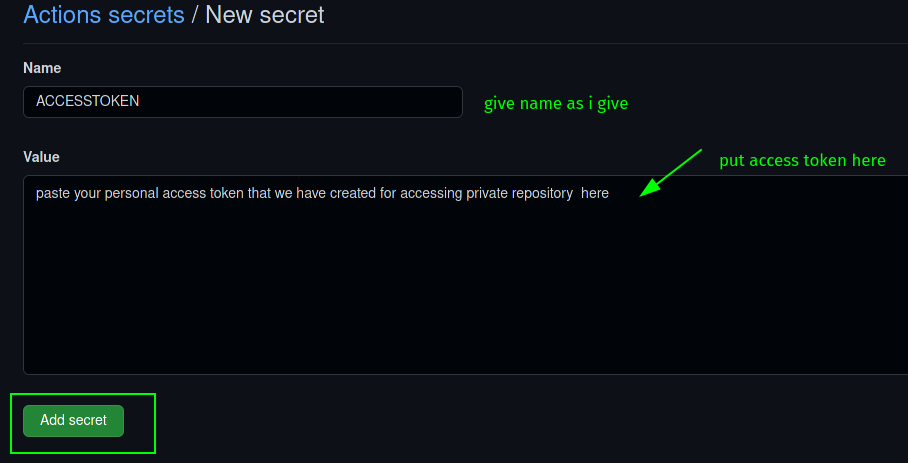 Actions secrets / New secret
Name
ACCESSTOKEN
give name as i give
Value
put access token here
paste your personal access token that we have created for accessing private repository  here
Add secret